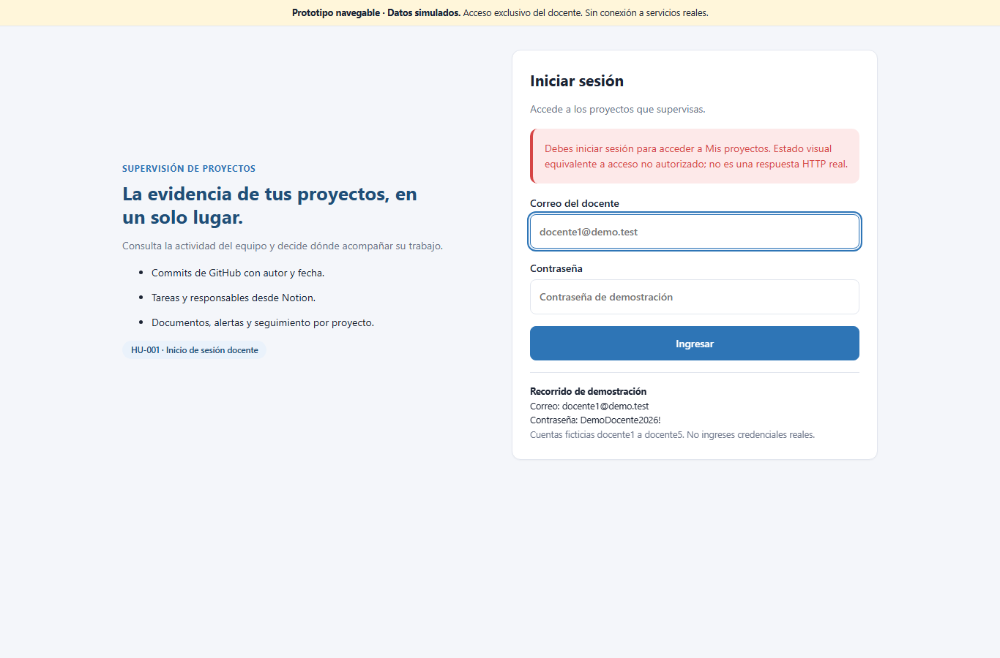 Prototipo navegable · Datos simulados. Acceso exclusivo del docente. Sin conexión a servicios reales.
SUPERVISIÓN DE PROYECTOS
La evidencia de tus proyectos, en
un solo lugar.
Consulta la actividad del equipo y decide dónde acompañar su trabajo.
• Commits de GitHub con autor y fecha.
• Tareas y responsables desde Notion.
• Documentos, alertas y seguimiento por proyecto.
HU-001 · Inicio de sesión docente
Iniciar sesión
Accede a los proyectos que supervisas.
Debes iniciar sesión para acceder a Mis proyectos. Estado visual
equivalente a acceso no autorizado; no es una respuesta HTTP real.
Correo del docente
docente1@demo.test
Contraseña
Contraseña de demostración
Ingresar
Recorrido de demostración
Correo: docente1@demo.test
Contraseña: DemoDocente2026!
Cuentas ficticias docente1 a docente5. No ingreses credenciales reales.